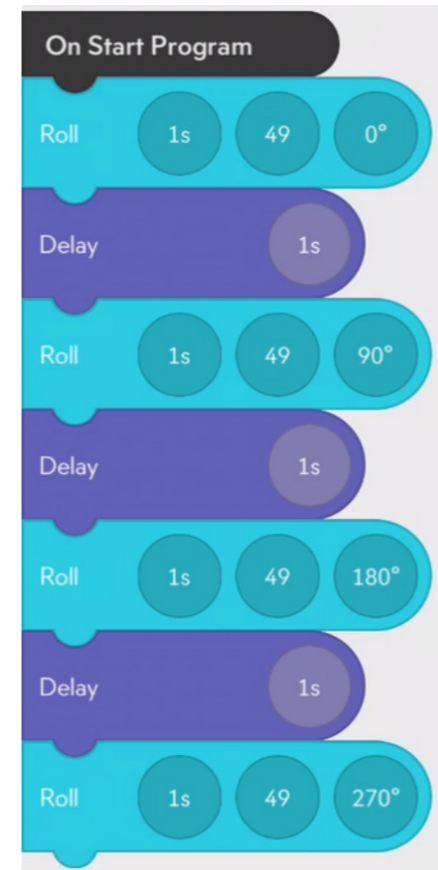 On Start Program
Roll 1s 49 0°
Delay 1s
Roll 1s 49 90°
Delay 1s
Roll 1s 49 180°
Delay 1s
Roll 1s 49 270°